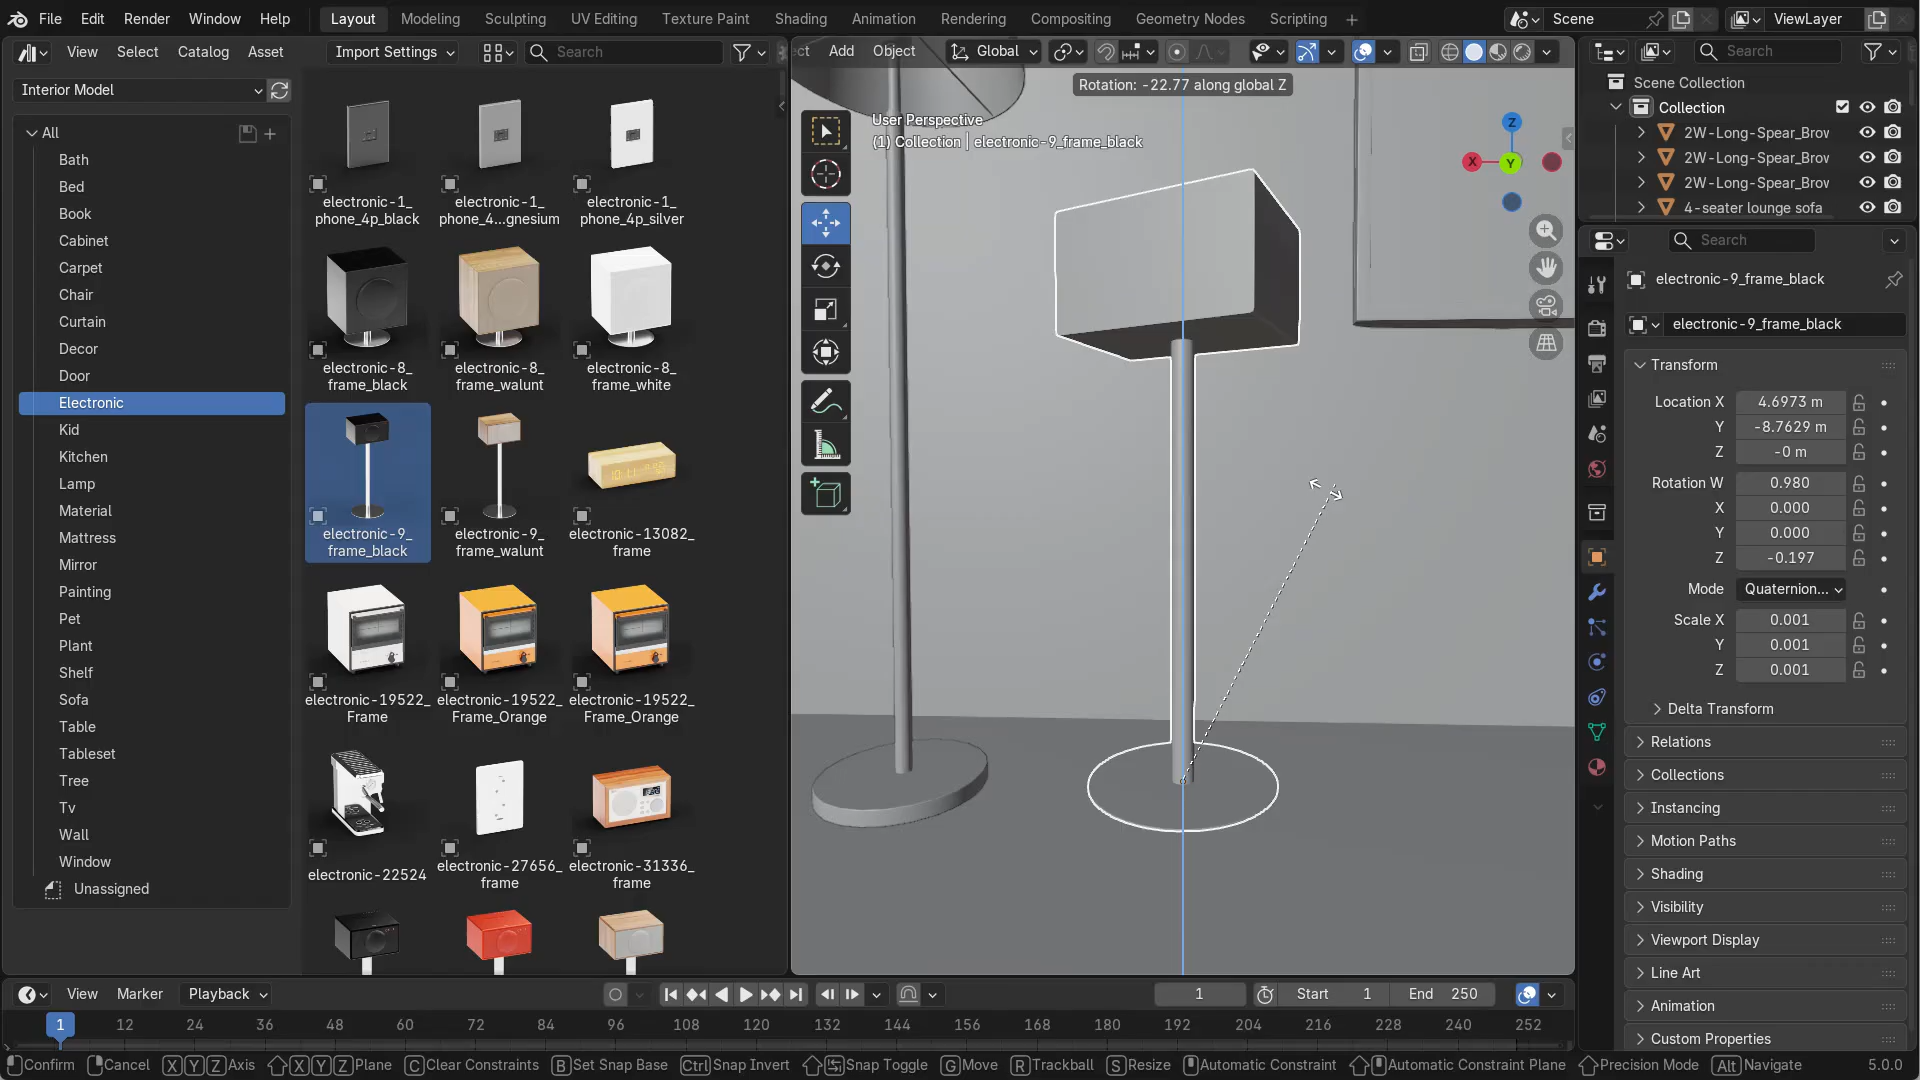 File Edit Render Window Help Layout Modeling Sculpting UV Editing Texture Paint Shading Animation Rendering Compositing Geometry Nodes Scripting + Scene ViewLayer
View Select Catalog Asset Import Settings Search
Interior Model
All
Bath
Bed
Book
Cabinet
Carpet
Chair
Curtain
Decor
Door
Electronic
Kid
Kitchen
Lamp
Material
Mattress
Mirror
Painting
Pet
Plant
Shelf
Sofa
Table
Tableset
Tree
Tv
Wall
Window
Unassigned
electronic-1_
phone_4p_black
electronic-1_
phone_4...gnesium
electronic-1_
phone_4p_silver
electronic-8_
frame_black
electronic-8_
frame_walunt
electronic-8_
frame_white
electronic-9_
frame_black
electronic-9_
frame_walunt
electronic-13082_
frame
electronic-19522_
Frame
electronic-19522_
Frame_Orange
electronic-19522_
Frame_Orange
electronic-22524
electronic-27656_
frame
electronic-31336_
frame
ect Add Object Global
Rotation: -22.77 along global Z
User Perspective
(1) Collection | electronic-9_frame_black
Z
X
Y
Search
Scene Collection
Collection
2W-Long-Spear_Brov
2W-Long-Spear_Brov
2W-Long-Spear_Brov
4-seater lounge sofa
Search
electronic-9_frame_black
electronic-9_frame_black
Transform
Location X 4.6973 m
Y -8.7629 m
Z -0 m
Rotation W 0.980
X 0.000
Y 0.000
Z -0.197
Mode Quaternion...
Scale X 0.001
Y 0.001
Z 0.001
Delta Transform
Relations
Collections
Instancing
Motion Paths
Shading
Visibility
Viewport Display
Line Art
Animation
Custom Properties
View Marker Playback 1 Start 1 End 250
1 12 24 36 48 60 72 84 96 108 120 132 144 156 168 180 192 204 216 228 240 252
Confirm Cancel X Y Z Axis X Y Z Plane C Clear Constraints B Set Snap Base Ctrl Snap Invert Snap Toggle G Move R Trackball S Resize Automatic Constraint Automatic Constraint Plane Precision Mode Alt Navigate 5.0.0